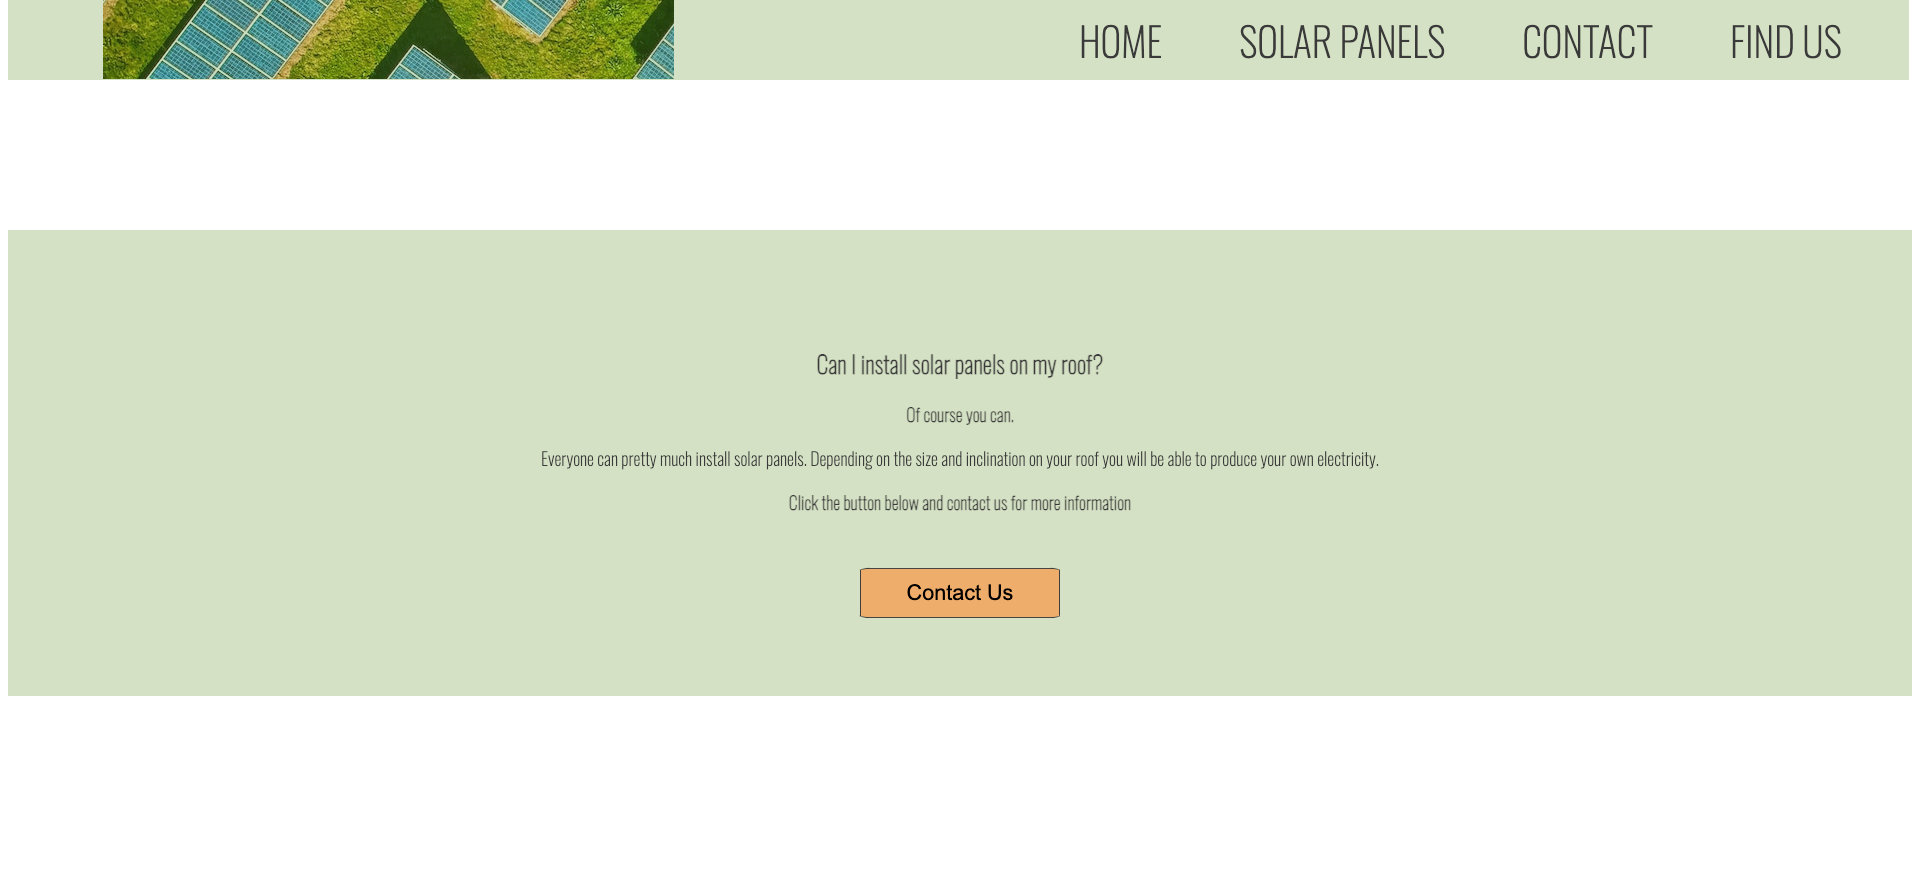 HOME SOLAR PANELS CONTACT FIND US
Can I install solar panels on my roof?
Of course you can.
Everyone can pretty much install solar panels. Depending on the size and inclination on your roof you will be able to produce your own electricity.
Click the button below and contact us for more information
Contact Us